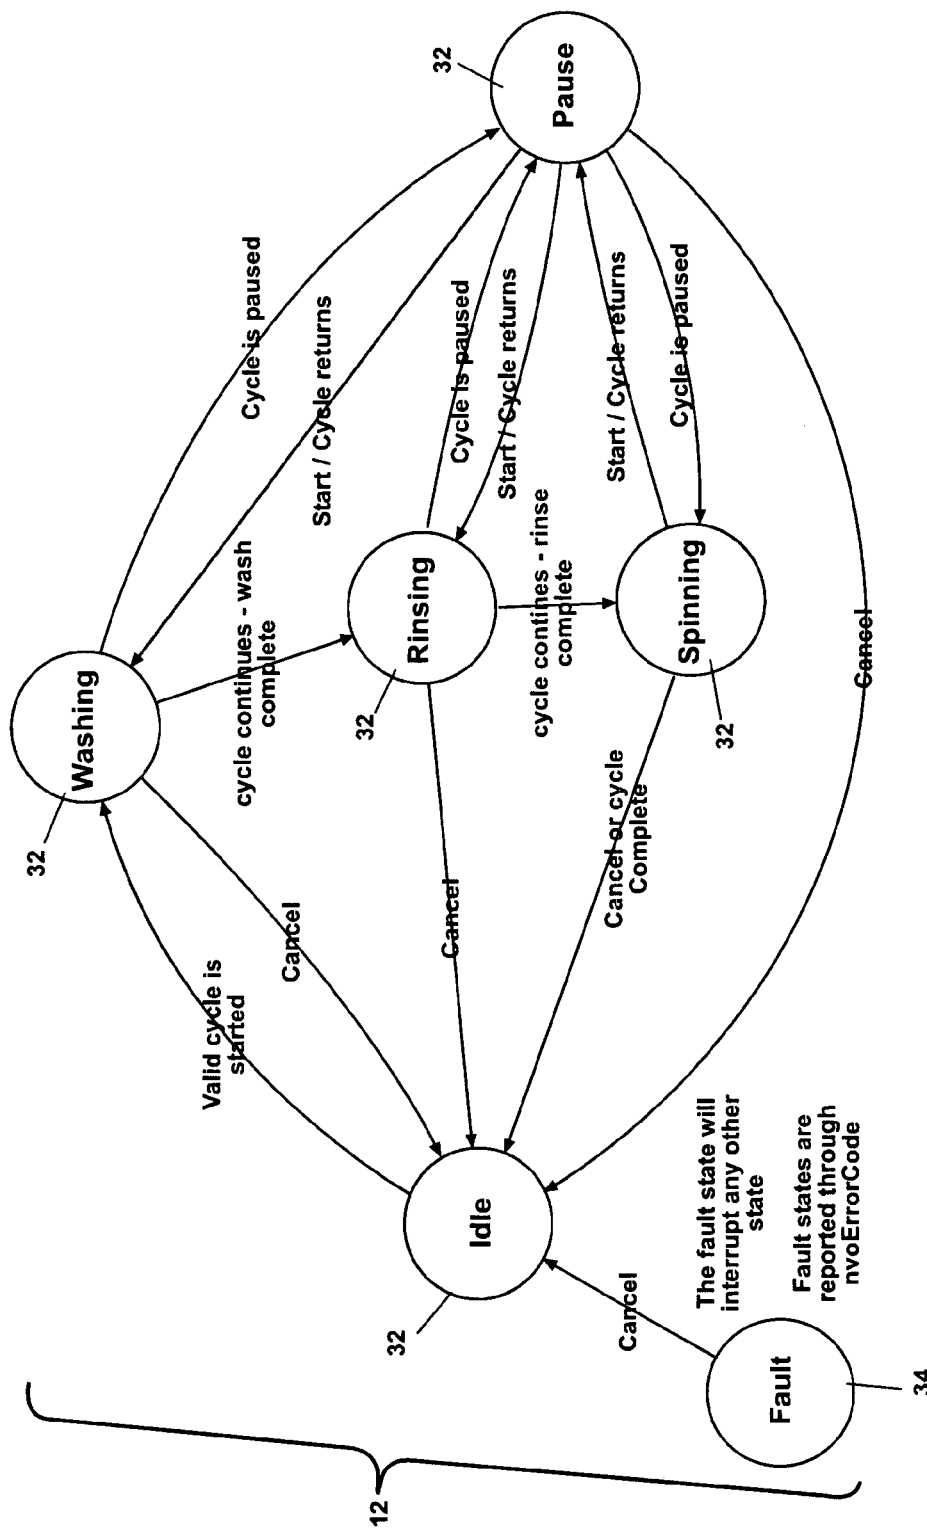 32
Washing
Valid cycle is
started
Cancel
cycle continues - wash
complete
Cycle is paused
Start / Cycle returns
32
Pause
32
Rinsing
Cycle is paused
Start / Cycle returns
Cancel
cycle contines - rinse
complete
Start / Cycle returns
Cycle is paused
Spinning
32
Cancel or cycle
Complete
Cancel
Idle
32
Cancel
The fault state will
interrupt any other
state
Fault states are
reported through
nvoErrorCode
Fault
34
12